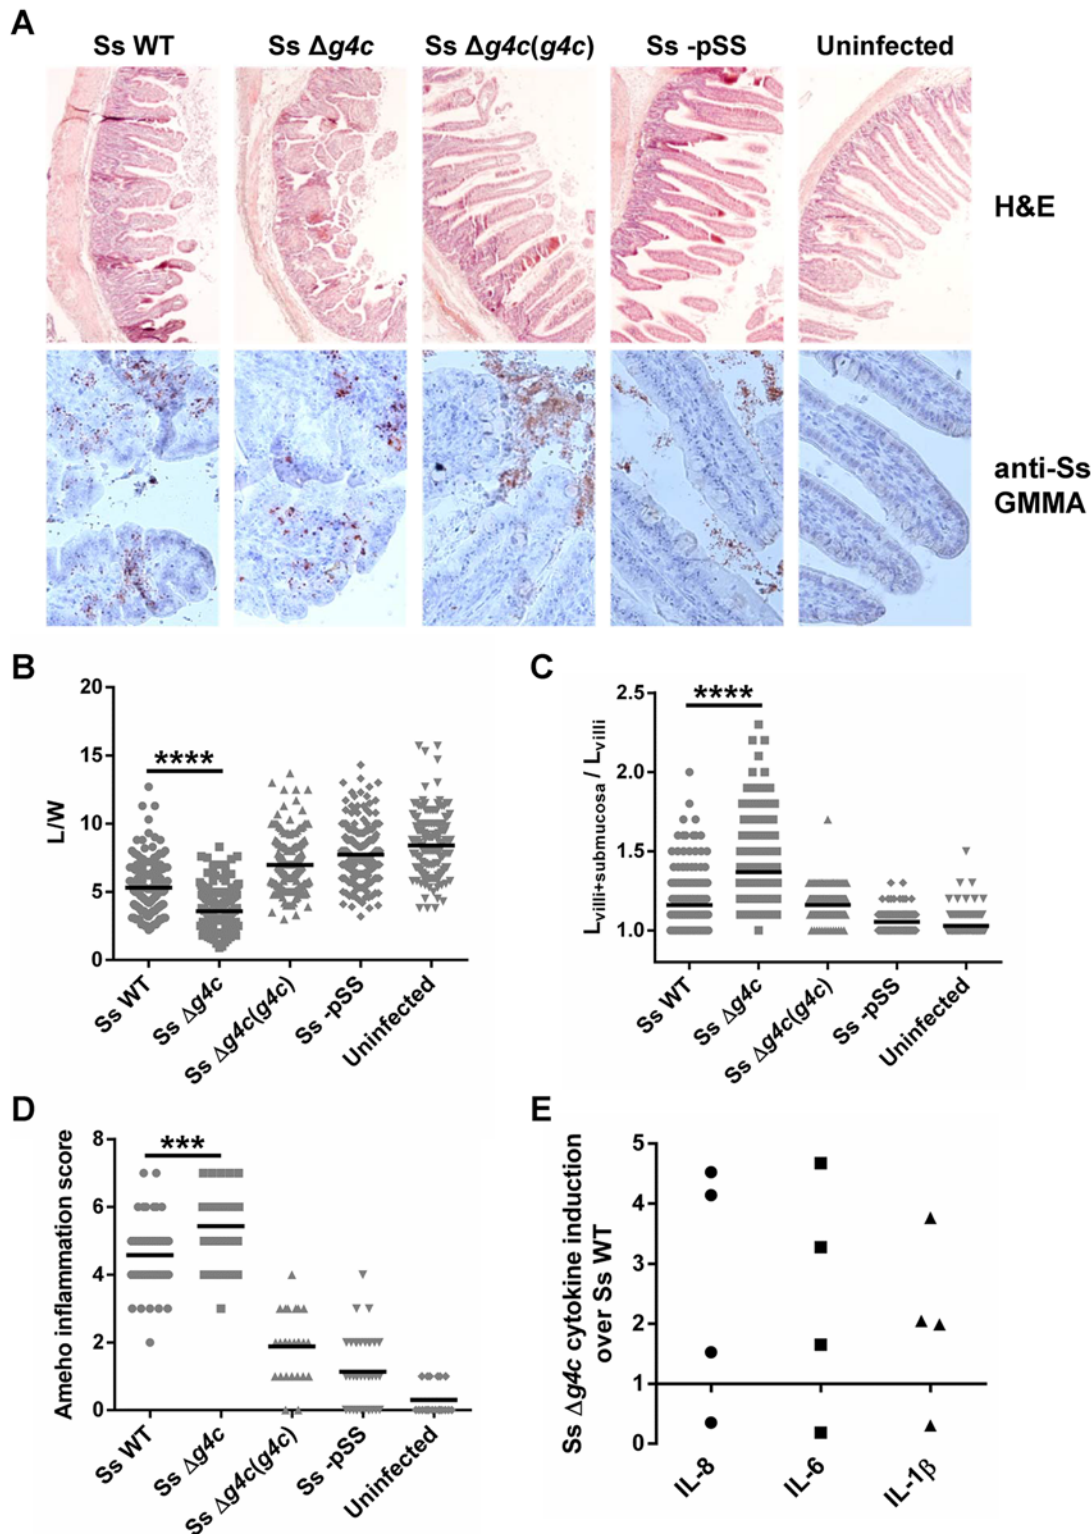 A
Ss WT
Ss Δg4c
Ss Δg4c(g4c)
Ss -pSS
Uninfected
H&E
anti-Ss
GMMA
B
L/W
20
15
10
5
0
****
Ss WT
Ss Δg4c
Ss Δg4c(g4c)
Ss -pSS
Uninfected
C
Lvilli+submucosa / Lvilli
2.5
2.0
1.5
1.0
****
Ss WT
Ss Δg4c
Ss Δg4c(g4c)
Ss -pSS
Uninfected
D
Ameho inflammation score
8
6
4
2
0
***
Ss WT
Ss Δg4c
Ss Δg4c(g4c)
Ss -pSS
Uninfected
E
Ss Δg4c cytokine induction
over Ss WT
5
4
3
2
1
0
IL-8
IL-6
IL-1β